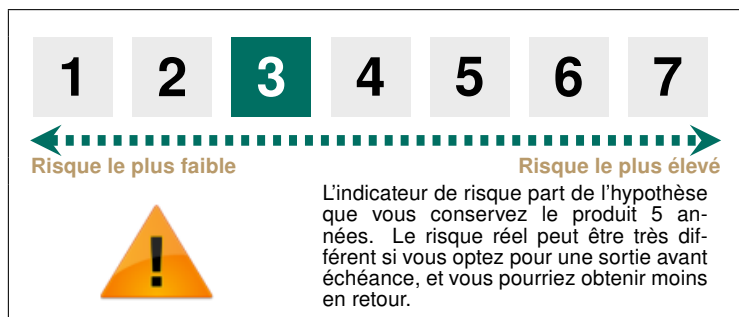 1 2 3 4 5 6 7
Risque le plus faible Risque le plus élevé
L'indicateur de risque part de l'hypothèse
que vous conservez le produit 5 an-
nées. Le risque réel peut être très dif-
férent si vous optez pour une sortie avant
échéance, et vous pourriez obtenir moins
en retour.